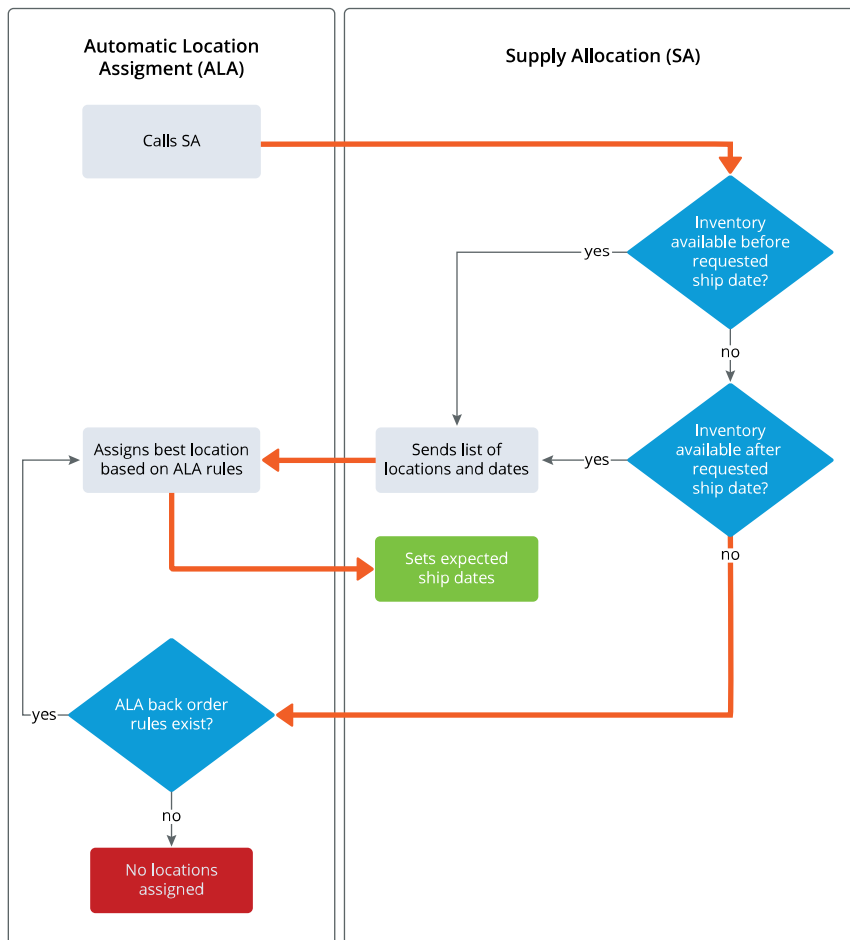 Automatic Location
Assigment (ALA)
Supply Allocation (SA)
Calls SA
Inventory
available before
requested
ship date?
yes
no
Assigns best location
based on ALA rules
Sends list of
locations and dates
yes
Inventory
available after
requested
ship date?
Sets expected
ship dates
no
ALA back order
rules exist?
yes
no
No locations
assigned